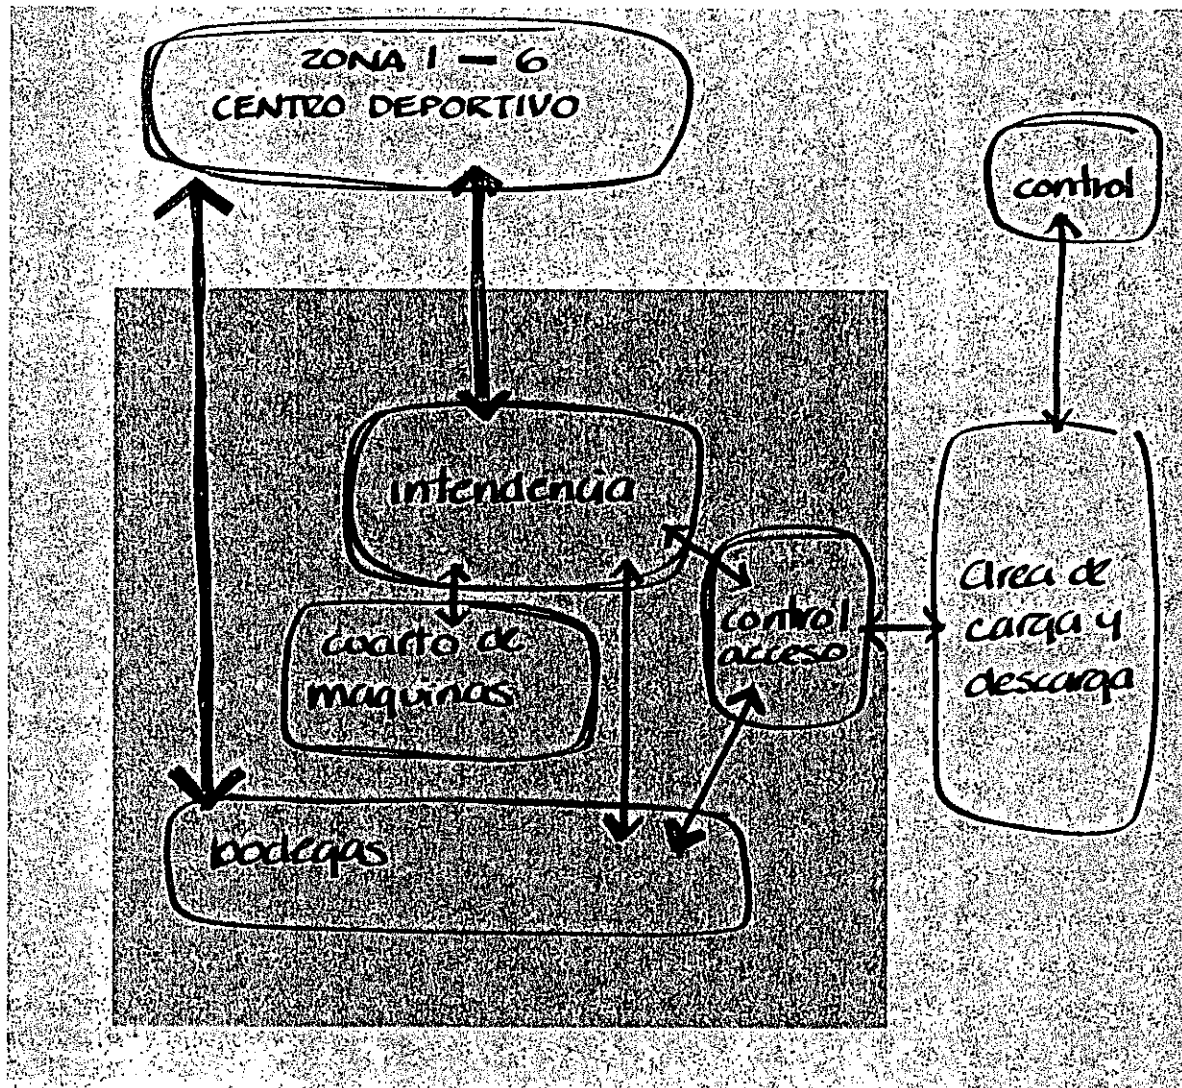 ZONA 1 - 6
CENTRO DEPORTIVO
control
intendencia
area de
carga y
descarga
control
acceso
cuarto de
maquinas
bodegas